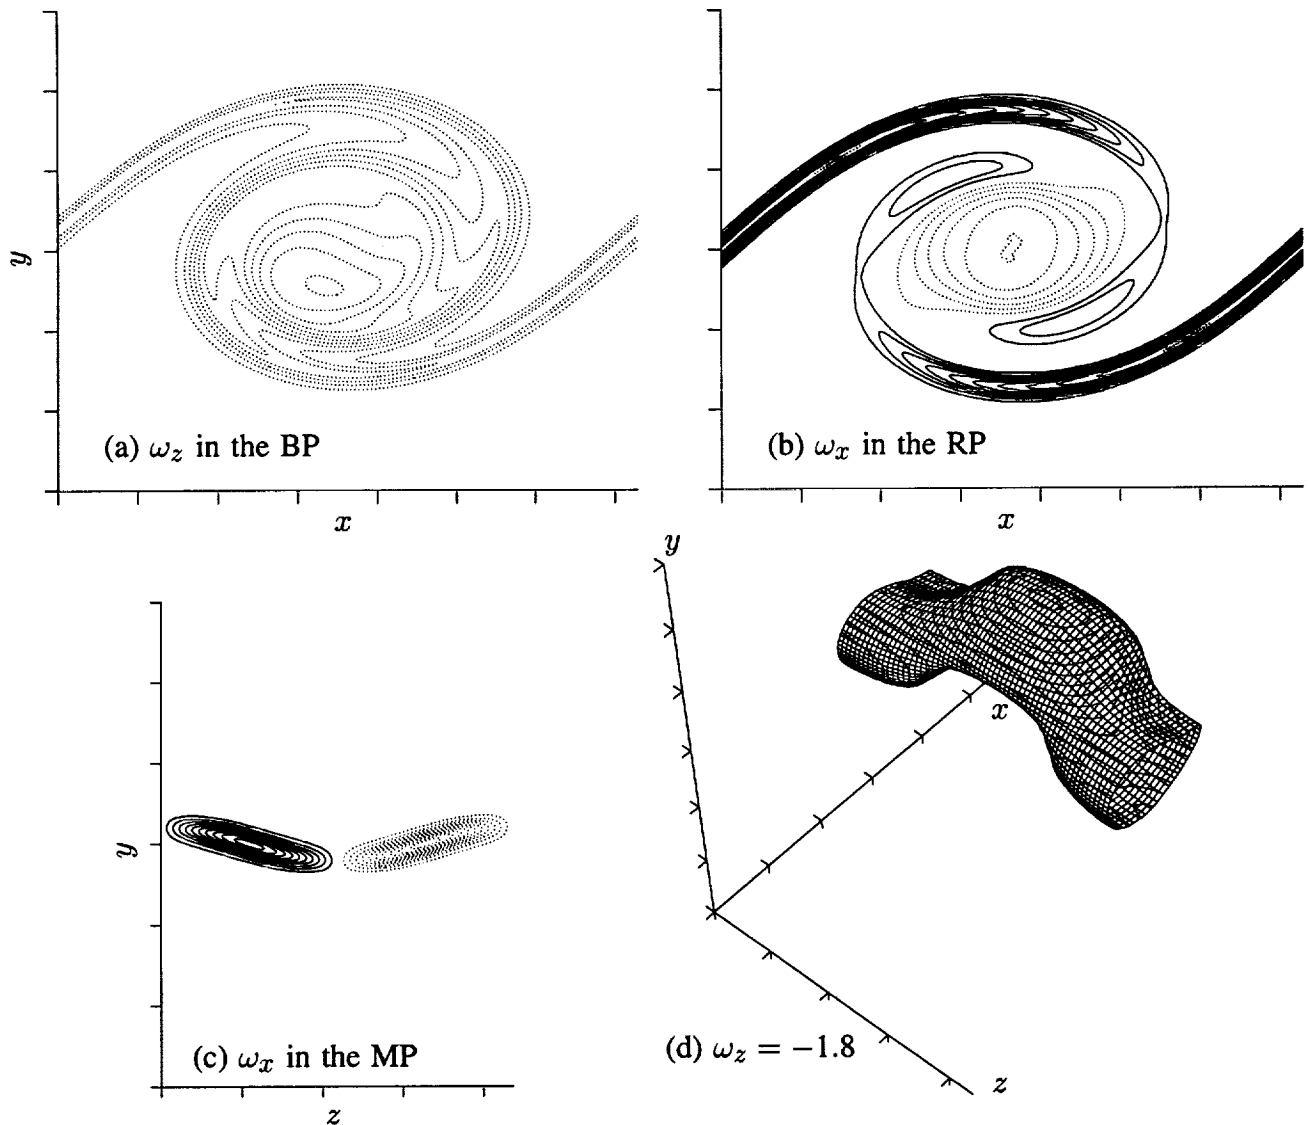 y
(a) ω_z in the BP
x
(b) ω_x in the RP
x
y
(c) ω_x in the MP
z
y
x
(d) ω_z = −1.8
z